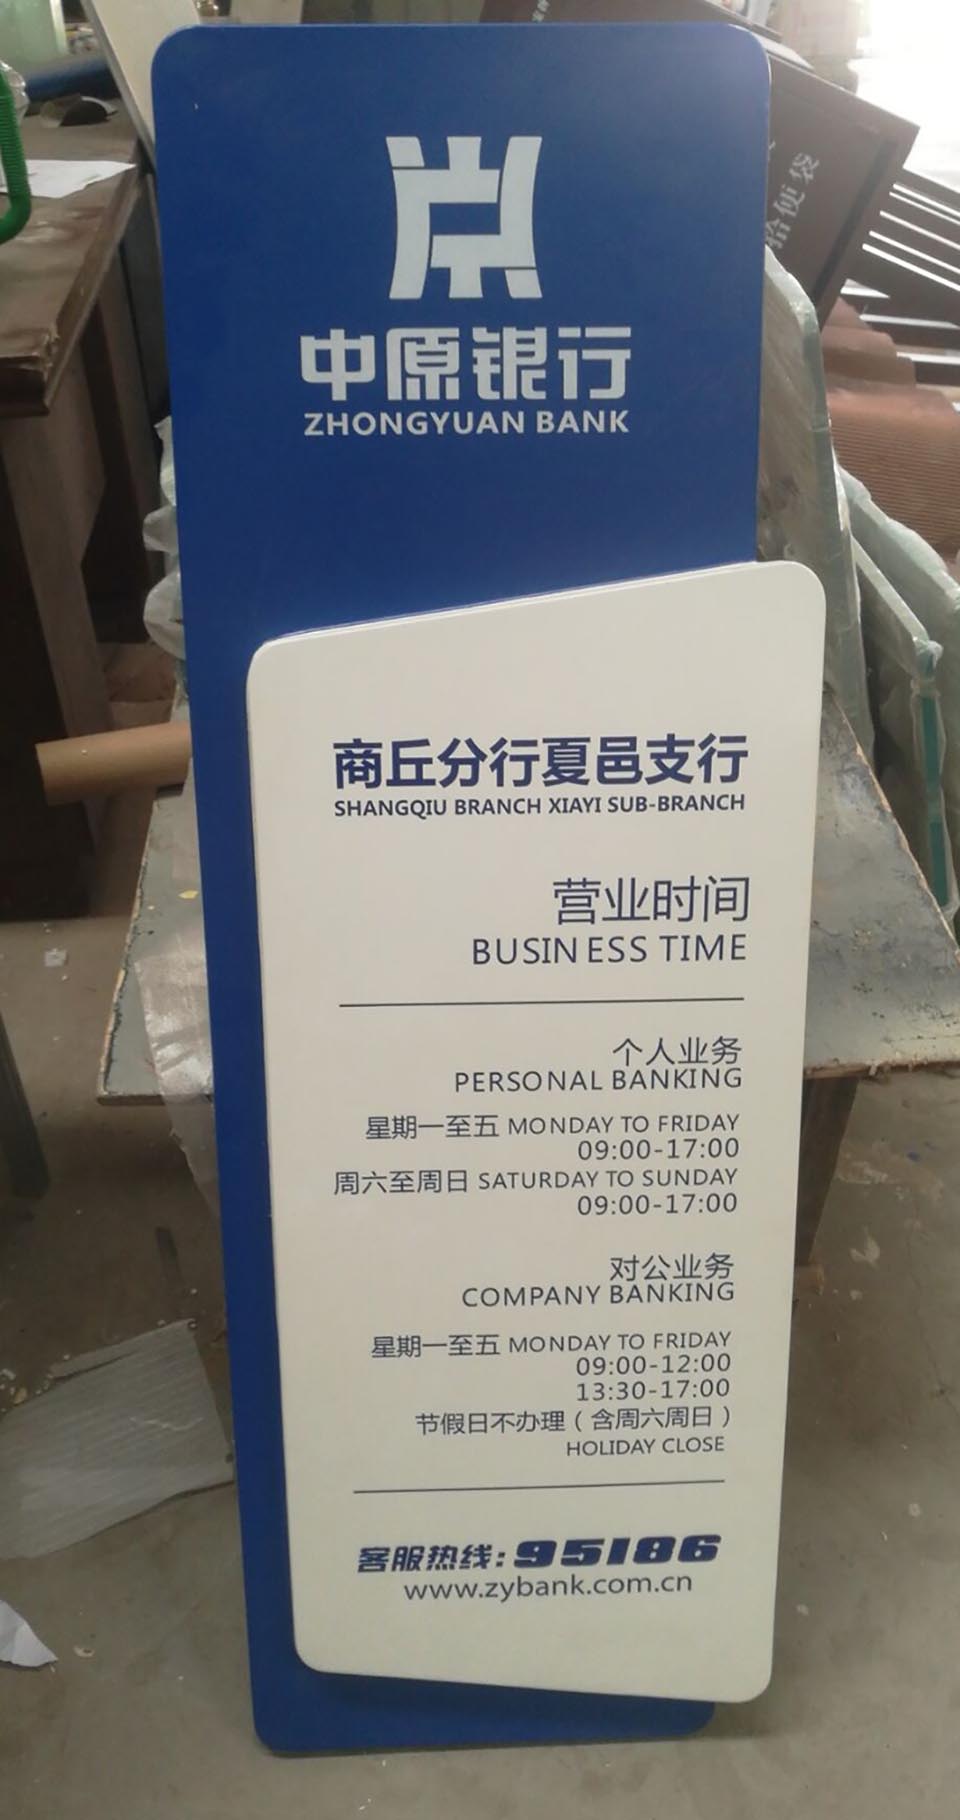 中原银行
ZHONGYUAN BANK
商丘分行夏邑支行
SHANGQIU BRANCH XIAYI SUB-BRANCH
营业时间
BUSINESS TIME
个人业务
PERSONAL BANKING
星期一至五 MONDAY TO FRIDAY
09:00-17:00
周六至周日 SATURDAY TO SUNDAY
09:00-17:00
对公业务
COMPANY BANKING
星期一至五 MONDAY TO FRIDAY
09:00-12:00
13:30-17:00
节假日不办理（含周六周日）
HOLIDAY CLOSE
客服热线:95186
www.zybank.com.cn
拾便袋